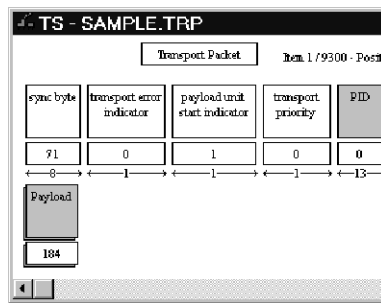 TS - SAMPLE.TRP
Transport Packet
Item 1 / 9300 - Posit
sync byte
transport error indicator
payload unit start indicator
transport priority
PID
71
0
1
0
0
8
1
1
1
13
Payload
184